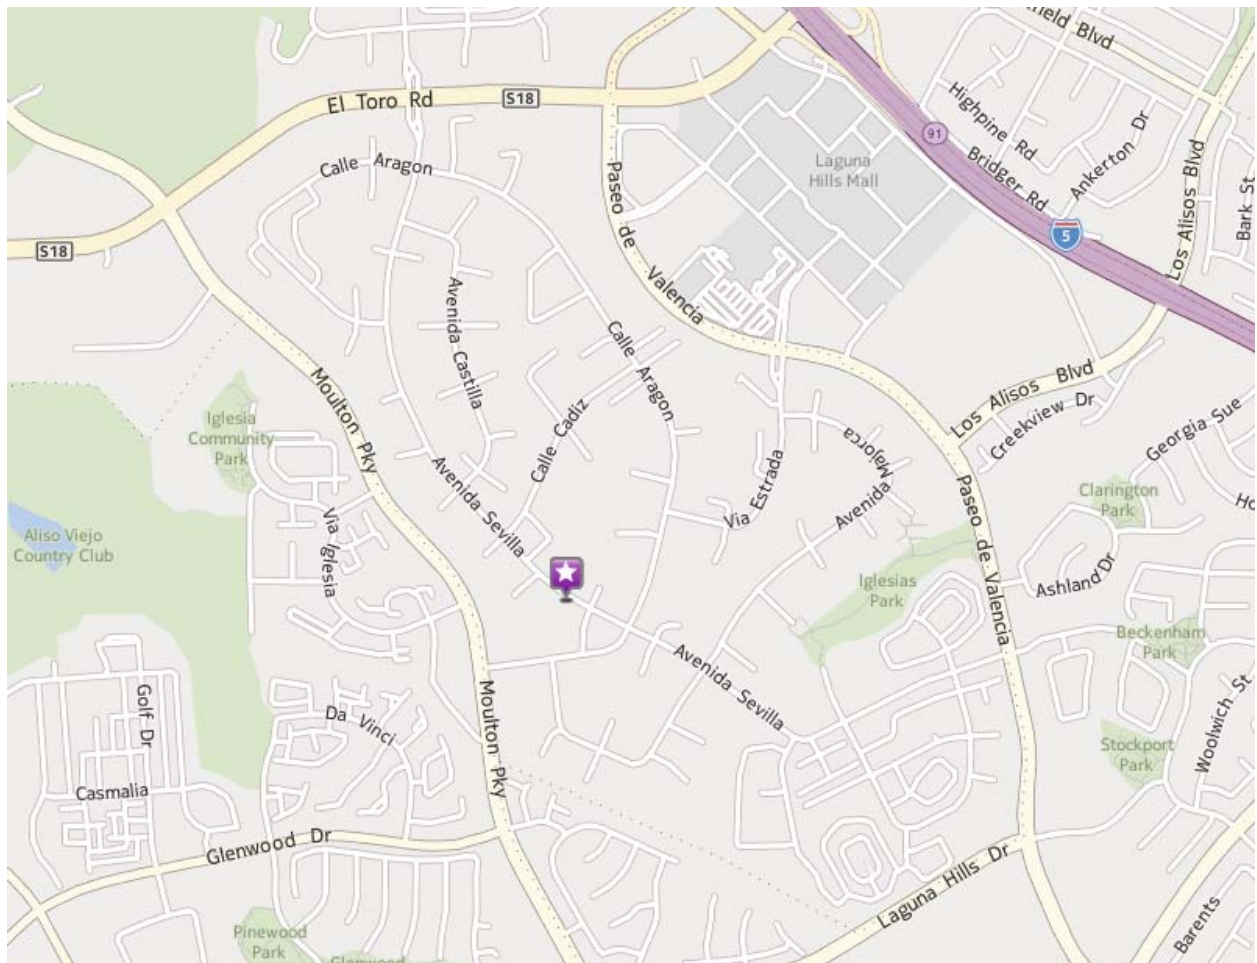 field Blvd
El Toro Rd
S18
Highpine Rd
91
Bridger Rd
Ankerton Dr
Los Alisos Blvd
Bark St
Calle Aragon
Laguna
Hills Mall
Paseo de Valencia
5
S18
Avenida Castilla
Calle Aragon
Moulton Pky
Iglesia
Community
Park
Calle Cadiz
Los Alisos Blvd
Creekview Dr
Georgia Sue
Avenida Majorca
Via Estrada
Avenida Sevilla
Clarington
Park
Ho
Aliso Viejo
Country Club
Via Iglesia
Paseo de Valencia
Iglesias
Park
Ashland Dr
Beckenham
Park
Avenida Sevilla
Golf Dr
Da Vinci
Moulton Pky
Woolwich St
Stockport
Park
Casmalia
Glenwood Dr
Laguna Hills Dr
Barents
Pinewood
Park
Glenwood